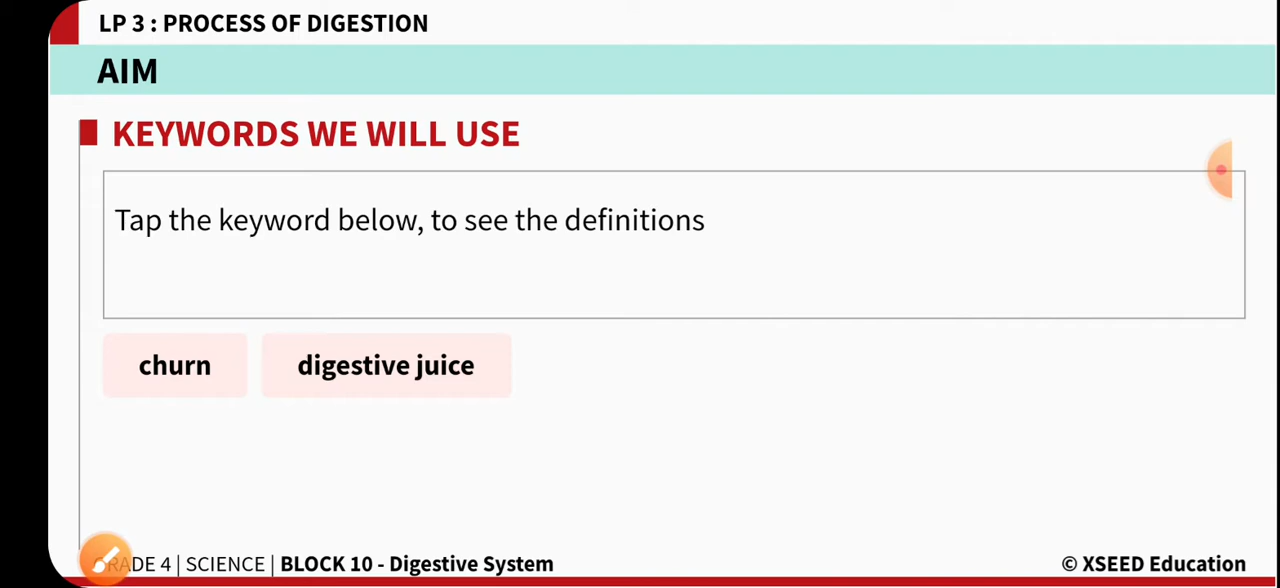 LP 3 : PROCESS OF DIGESTION
AIM
KEYWORDS WE WILL USE
Tap the keyword below, to see the definitions
churn
digestive juice
GRADE 4 | SCIENCE | BLOCK 10 - Digestive System
© XSEED Education